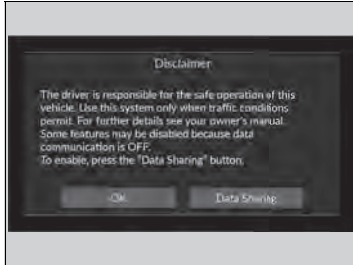 Disclaimer
The driver is responsible for the safe operation of this
vehicle. Use this system only when traffic conditions
permit. For further details see your owner's manual.
Some features may be disabled because data
communication is OFF.
To enable, press the "Data Sharing" button.
OK
Data Sharing